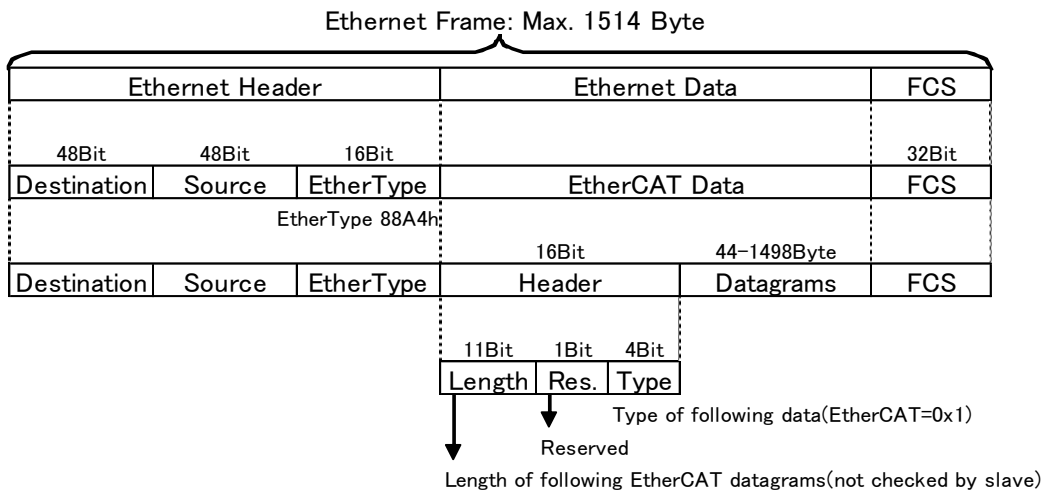 Ethernet Frame: Max. 1514 Byte
Ethernet Header Ethernet Data FCS
48Bit 48Bit 16Bit 32Bit
Destination Source EtherType EtherCAT Data FCS
EtherType 88A4h
16Bit 44-1498Byte
Destination Source EtherType Header Datagrams FCS
11Bit 1Bit 4Bit
Length Res. Type
Type of following data(EtherCAT=0x1)
Reserved
Length of following EtherCAT datagrams(not checked by slave)